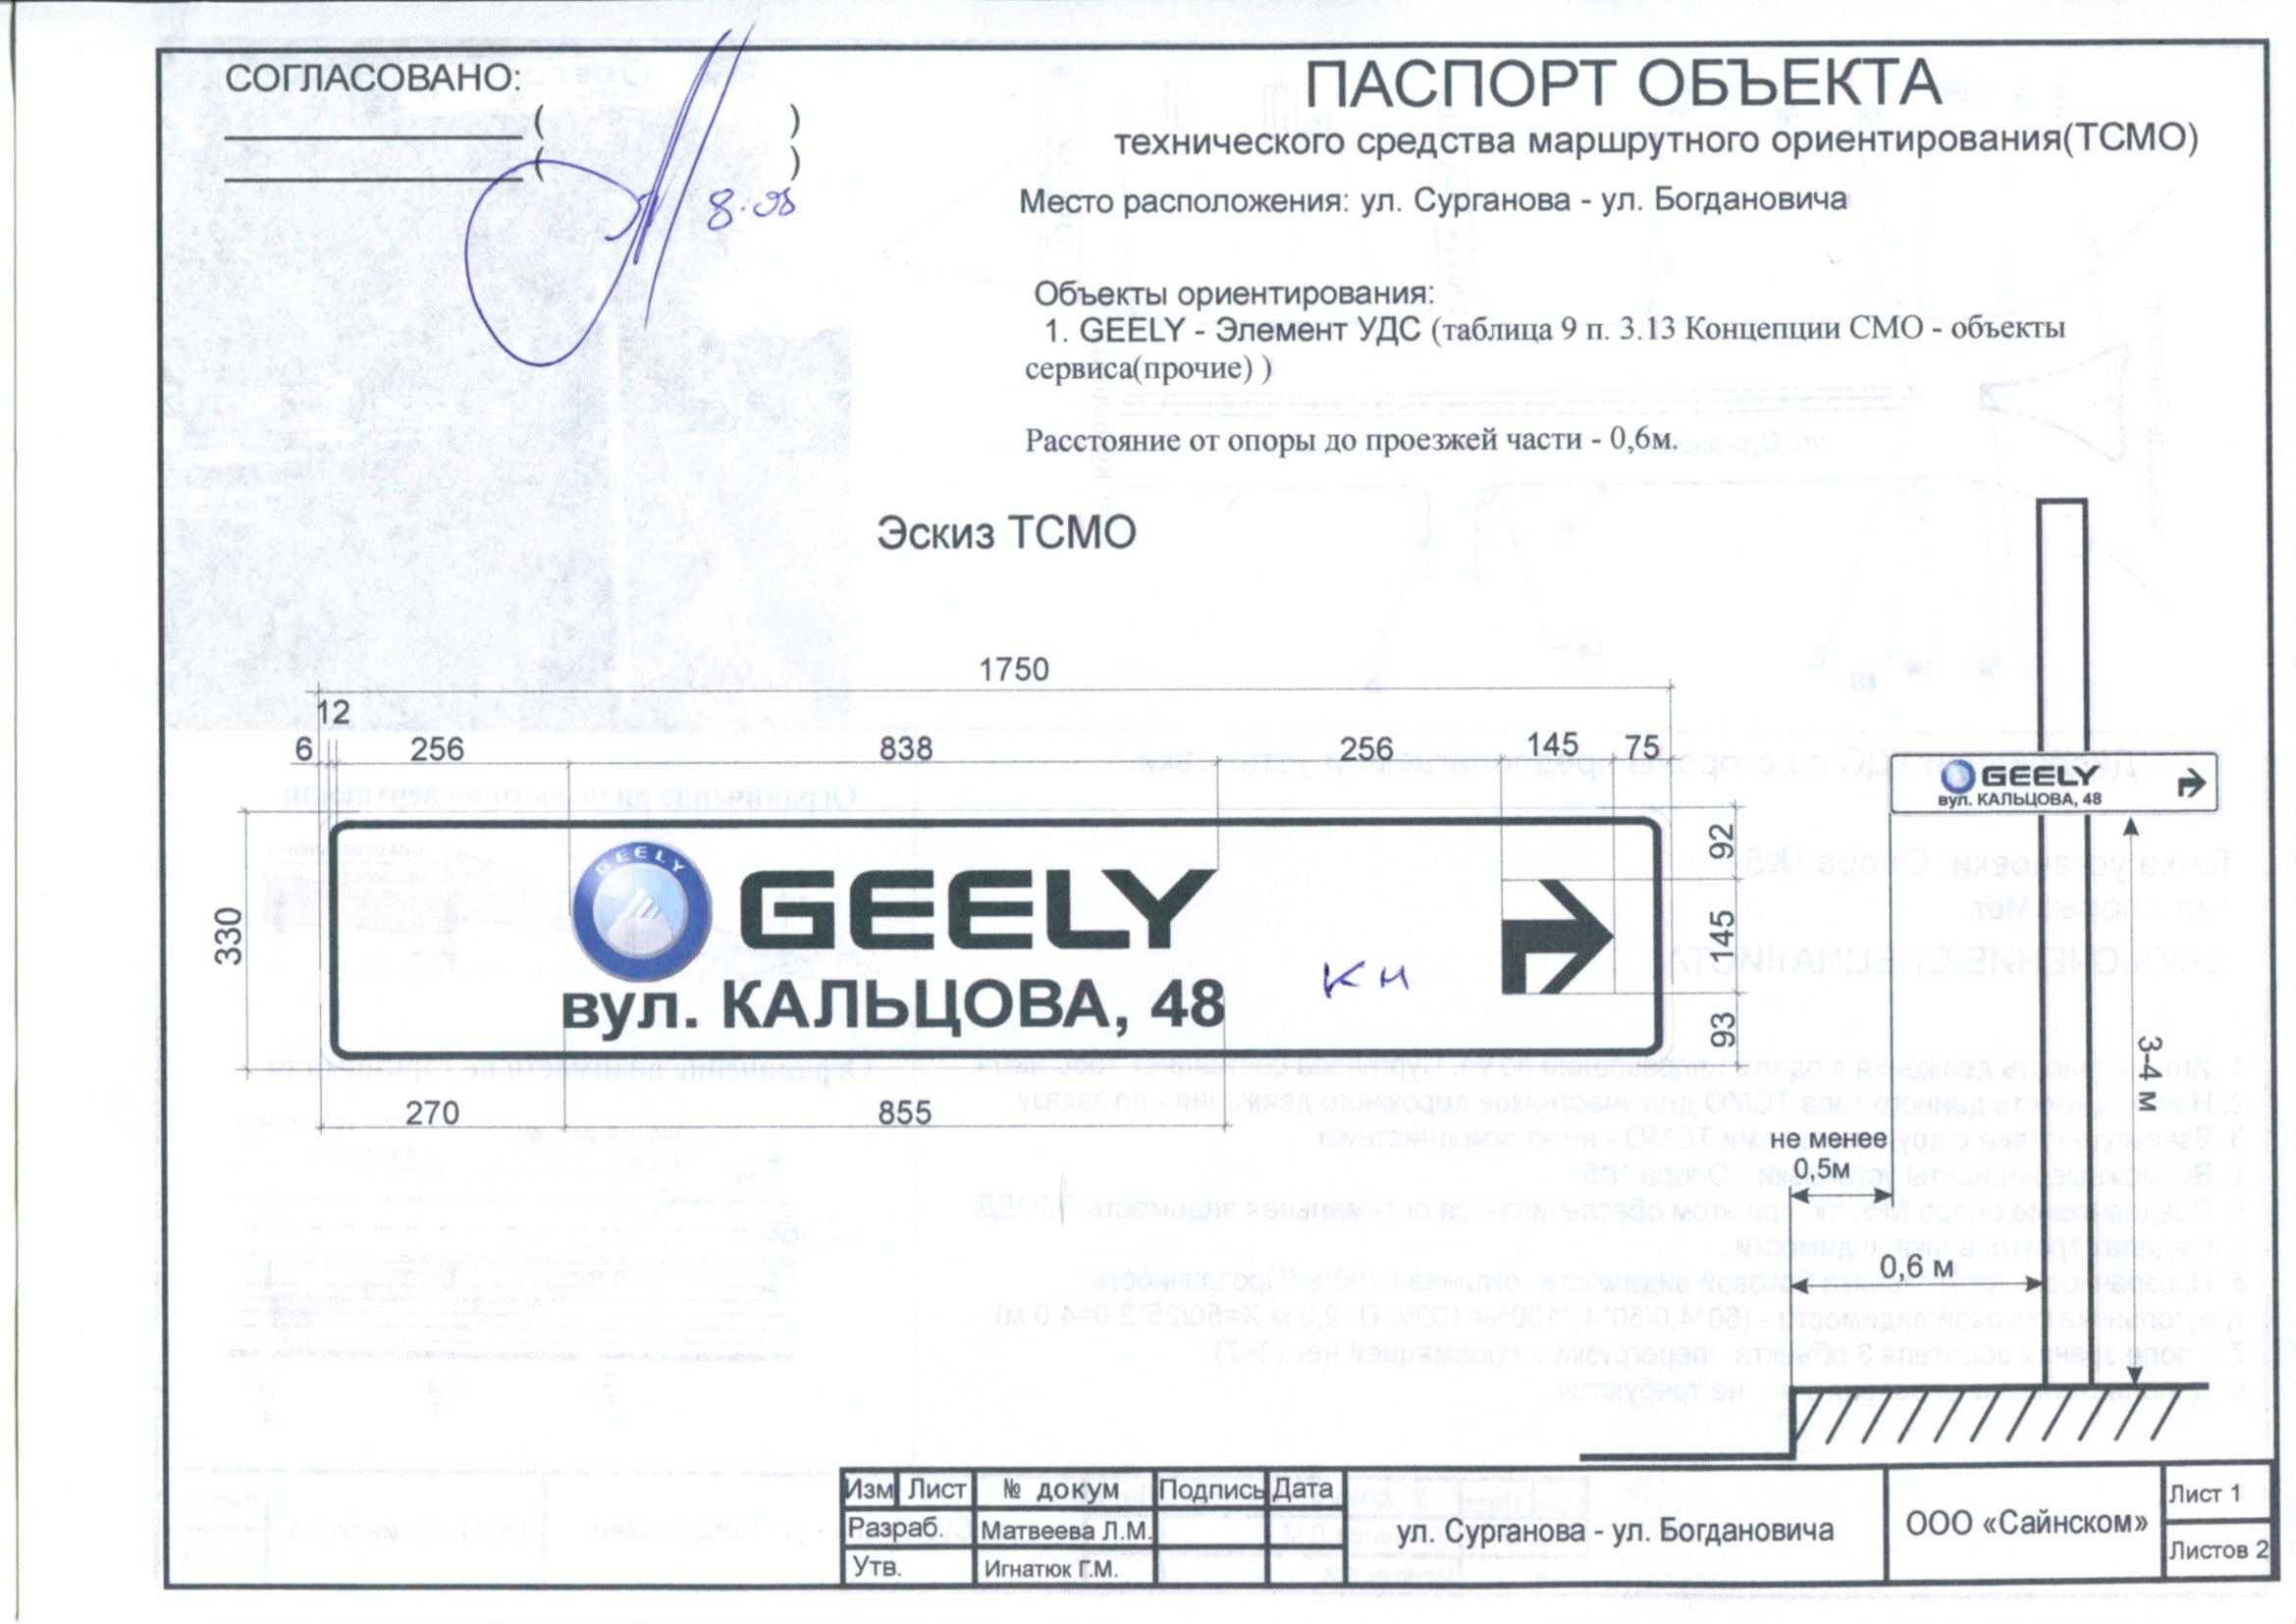 СОГЛАСОВАНО:
( )
( )
8.08
ПАСПОРТ ОБЪЕКТА
технического средства маршрутного ориентирования(ТСМО)
Место расположения: ул. Сурганова - ул. Богдановича
Объекты ориентирования:
1. GEELY - Элемент УДС (таблица 9 п. 3.13 Концепции СМО - объекты
сервиса(прочие) )
Расстояние от опоры до проезжей части - 0,6м.
Эскиз ТСМО
1750
12
6 256 838 256 145 75
330
GEELY
GEELY
вул. КАЛЬЦОВА, 48
кн
92
145
93
270 855
GEELY
вул. КАЛЬЦОВА, 48
3-4 м
не менее
0,5м
0,6 м
Изм Лист № докум Подпись Дата
Разраб. Матвеева Л.М.
Утв. Игнатюк Г.М.
ул. Сурганова - ул. Богдановича
ООО «Сайнском»
Лист 1
Листов 2